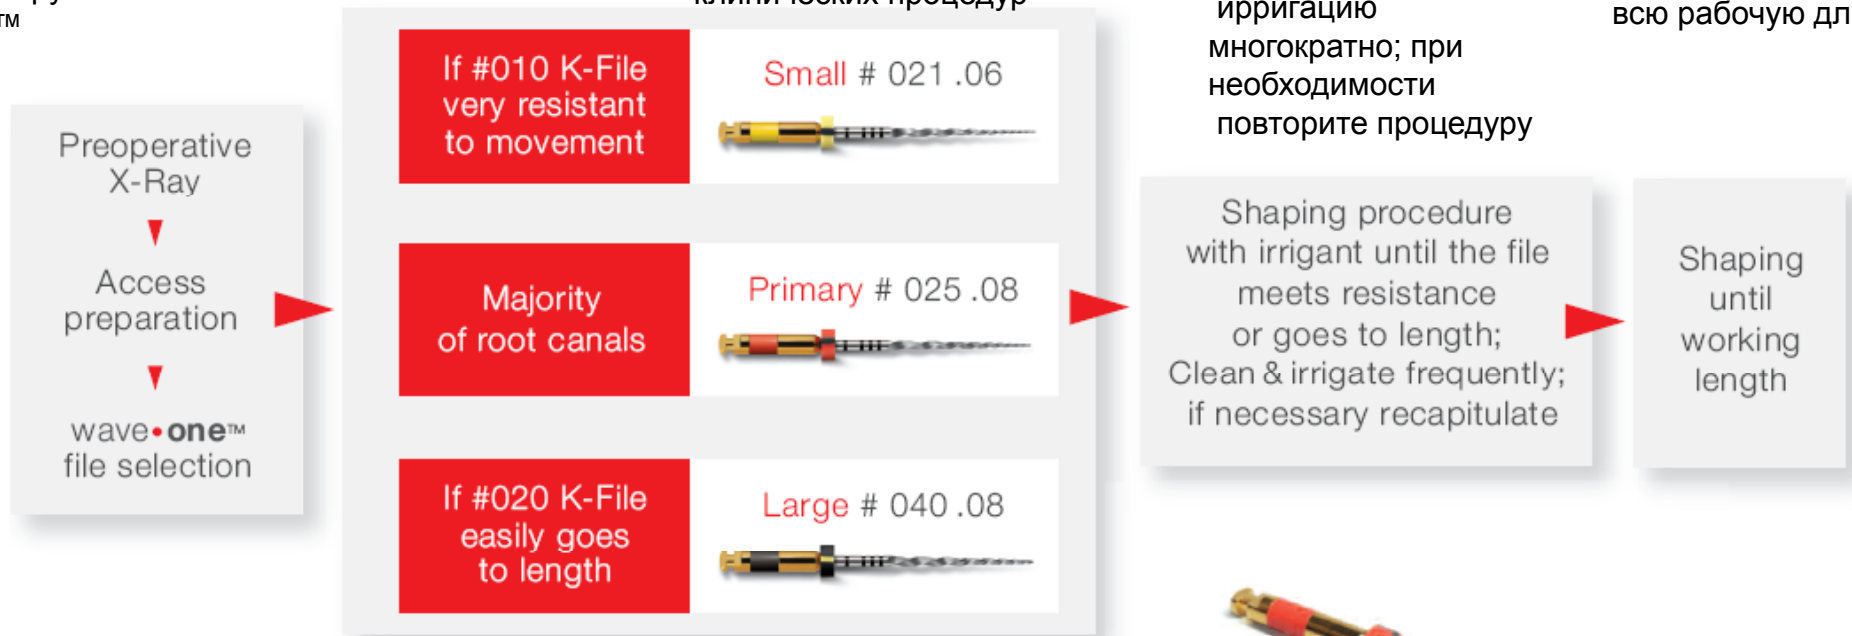 ™
клинических процедур
ирригацию
многократно; при
необходимости
повторите процедуру
всю рабочую
Preoperative
X-Ray
Access
preparation
wave•one™
file selection
If #010 K-File
very resistant
to movement
Small # 021 .06
Majority
of root canals
Primary # 025 .08
If #020 K-File
easily goes
to length
Large # 040 .08
Shaping procedure
with irrigant until the file
meets resistance
or goes to length;
Clean & irrigate frequently;
if necessary recapitulate
Shaping
until
working
length